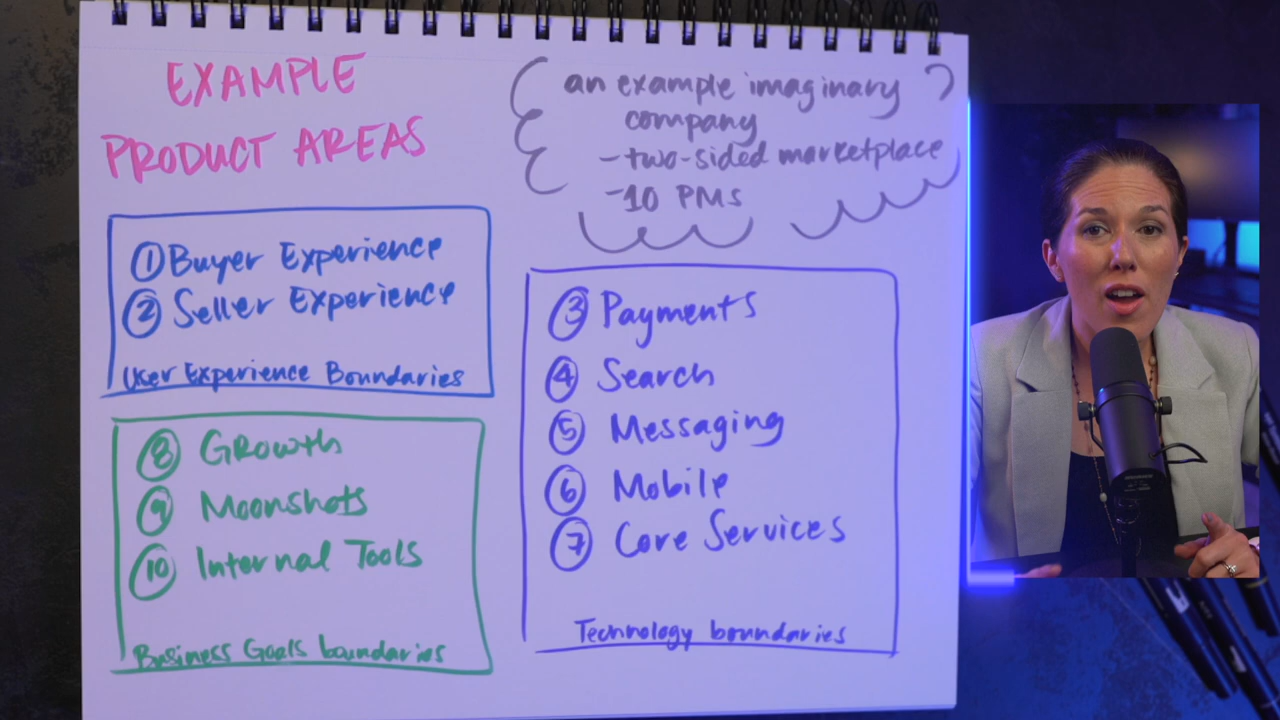 EXAMPLE
PRODUCT AREAS
an example imaginary
company
-two-sided marketplace
-10 PMs
① Buyer Experience
② Seller Experience
User Experience Boundaries
③ Payments
④ Search
⑤ Messaging
⑥ Mobile
⑦ Core Services
Technology boundaries
⑧ Growth
⑨ Moonshots
⑩ Internal Tools
Business Goals boundaries